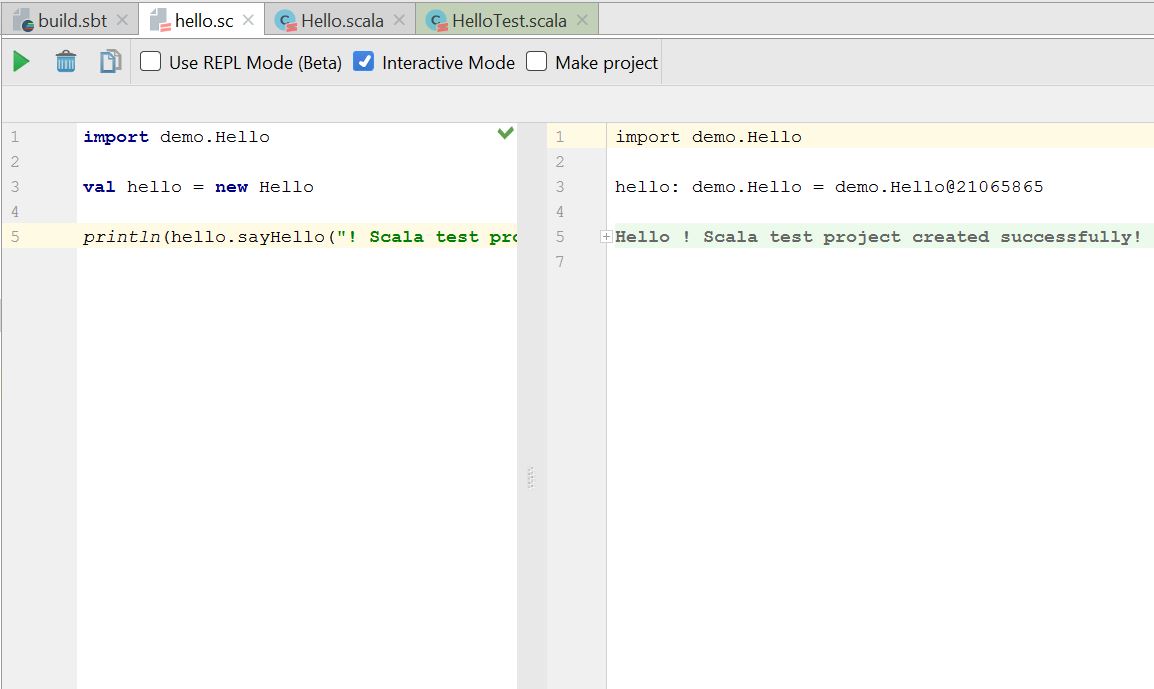 build.sbt hello.sc Hello.scala HelloTest.scala
Use REPL Mode (Beta) Interactive Mode Make project
1 import demo.Hello
2
3 val hello = new Hello
4
5 println(hello.sayHello("! Scala test pro
1 import demo.Hello
2
3 hello: demo.Hello = demo.Hello@21065865
4
5 Hello ! Scala test project created successfully!
7